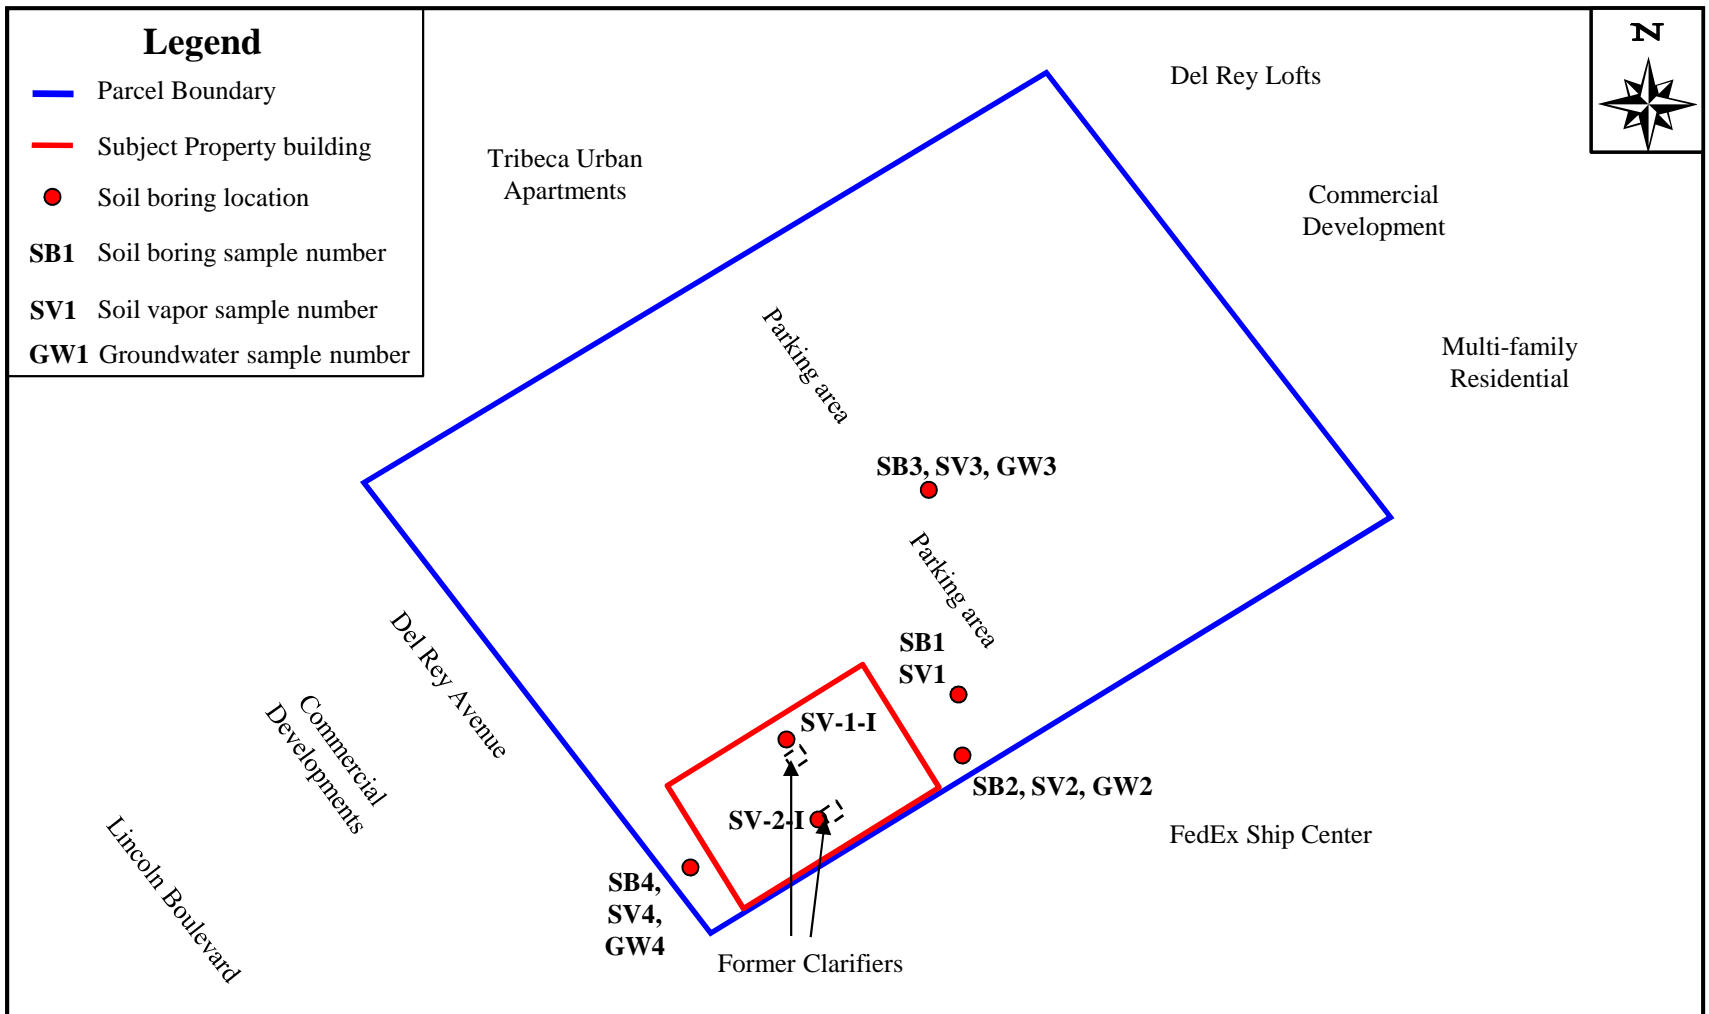 Legend
Parcel Boundary
Subject Property building
Soil boring location
SB1 Soil boring sample number
SV1 Soil vapor sample number
GW1 Groundwater sample number
N
Del Rey Lofts
Tribeca Urban
Apartments
Commercial
Development
Multi-family
Residential
Parking area
SB3, SV3, GW3
Parking area
SB1
SV1
Del Rey Avenue
Commercial
Developments
Lincoln Boulevard
SV-1-I
SV-2-I
SB2, SV2, GW2
FedEx Ship Center
SB4,
SV4,
GW4
Former Clarifiers